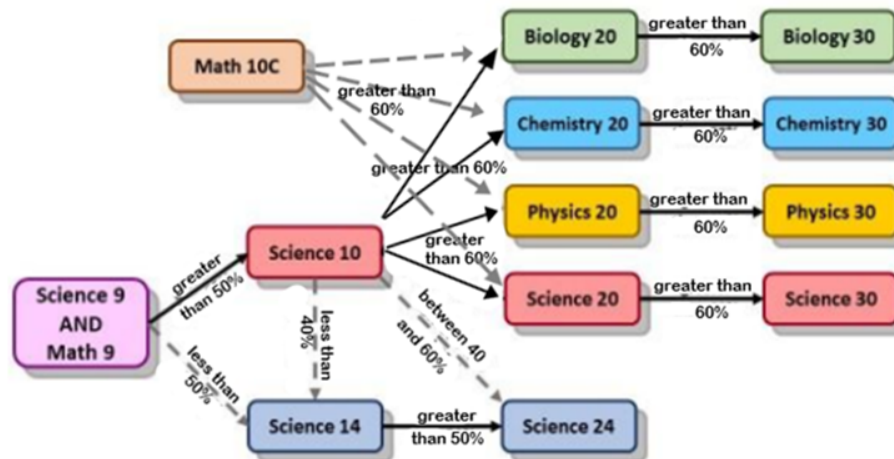 Biology 20
greater than
60%
Biology 30
Math 10C
greater than
60%
Chemistry 20
greater than
60%
Chemistry 30
greater than 60%
Physics 20
greater than
60%
Physics 30
Science 10
greater
than 60%
Science 20
greater than
60%
Science 30
Science 9
AND
Math 9
greater
than 50%
less than
50%
less than
40%
between 40
and 60%
Science 14
greater
than 50%
Science 24